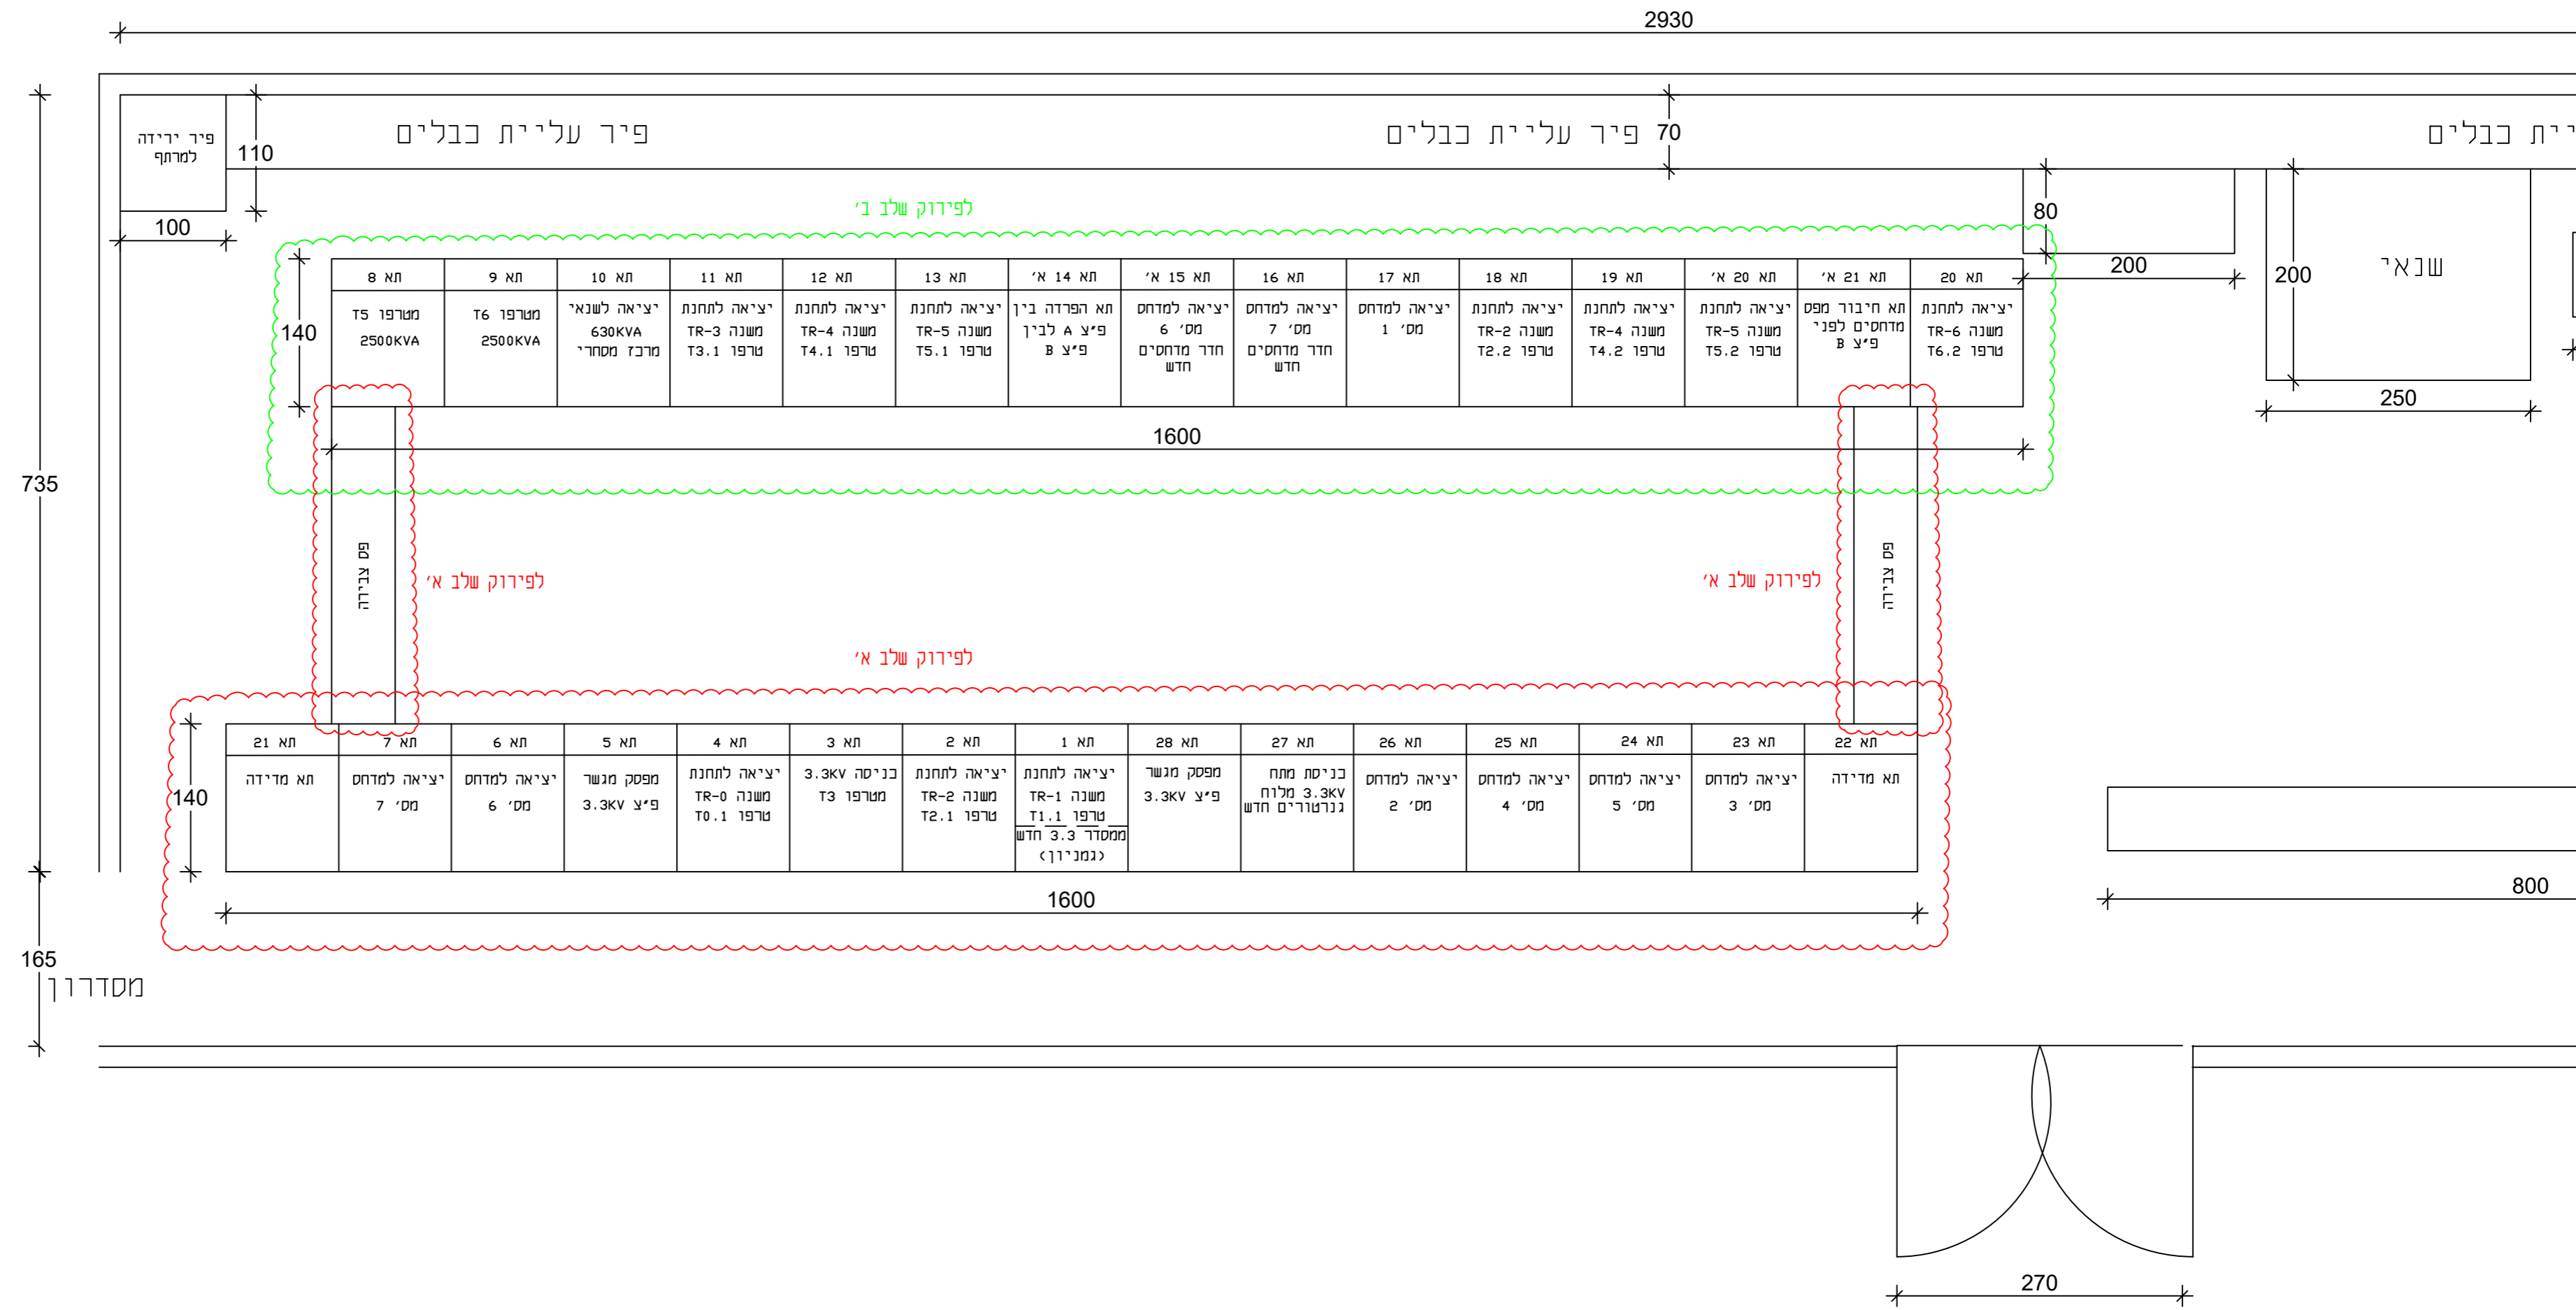 2930
פיר ירידה
למרתף
110
100
פיר עליית כבלים
פיר עליית כבלים
70
ית כבלים
735
165
מסדרון
לפירוק שלב ב'
80
200
200
שנאי
250
140
תא 8
מטרפו T5
2500KVA
תא 9
מטרפו T6
2500KVA
תא 10
יציאה לשנאי
630KVA
מרכז מסחרי
תא 11
יציאה לתחנת
משנה TR-3
טרפו T3.1
תא 12
יציאה לתחנת
משנה TR-4
טרפו T4.1
תא 13
יציאה לתחנת
משנה TR-5
טרפו T5.1
תא 14 א'
תא הפרדה בין
פ"צ A לבין
פ"צ B
תא 15 א'
יציאה למדחס
מס' 6
חדר מדחסים
חדש
תא 16
יציאה למדחס
מס' 7
חדר מדחסים
חדש
תא 17
יציאה למדחס
מס' 1
תא 18
יציאה לתחנת
משנה TR-2
טרפו T2.2
תא 19
יציאה לתחנת
משנה TR-4
טרפו T4.2
תא 20 א'
יציאה לתחנת
משנה TR-5
טרפו T5.2
תא 21 א'
תא חיבור מפס
מדחסים לפני
פ"צ B
תא 20
יציאה לתחנת
משנה TR-6
טרפו T6.2
1600
פס צבירה
לפירוק שלב א'
לפירוק שלב א'
פס צבירה
לפירוק שלב א'
140
תא 21
תא מדידה
תא 7
יציאה למדחס
מס' 7
תא 6
יציאה למדחס
מס' 6
תא 5
מפסק מגשר
פ"צ 3.3KV
תא 4
יציאה לתחנת
משנה TR-0
טרפו T0.1
תא 3
כניסה 3.3KV
מטרפו T3
תא 2
יציאה לתחנת
משנה TR-2
טרפו T2.1
תא 1
יציאה לתחנת
משנה TR-1
טרפו T1.1
ממסדר 3.3 חדש
(גמניון)
תא 28
מפסק מגשר
פ"צ 3.3KV
תא 27
כניסת מתח
3.3KV מלוח
גנרטורים חדש
תא 26
יציאה למדחס
מס' 2
תא 25
יציאה למדחס
מס' 4
תא 24
יציאה למדחס
מס' 5
תא 23
יציאה למדחס
מס' 3
תא 22
תא מדידה
1600
800
270